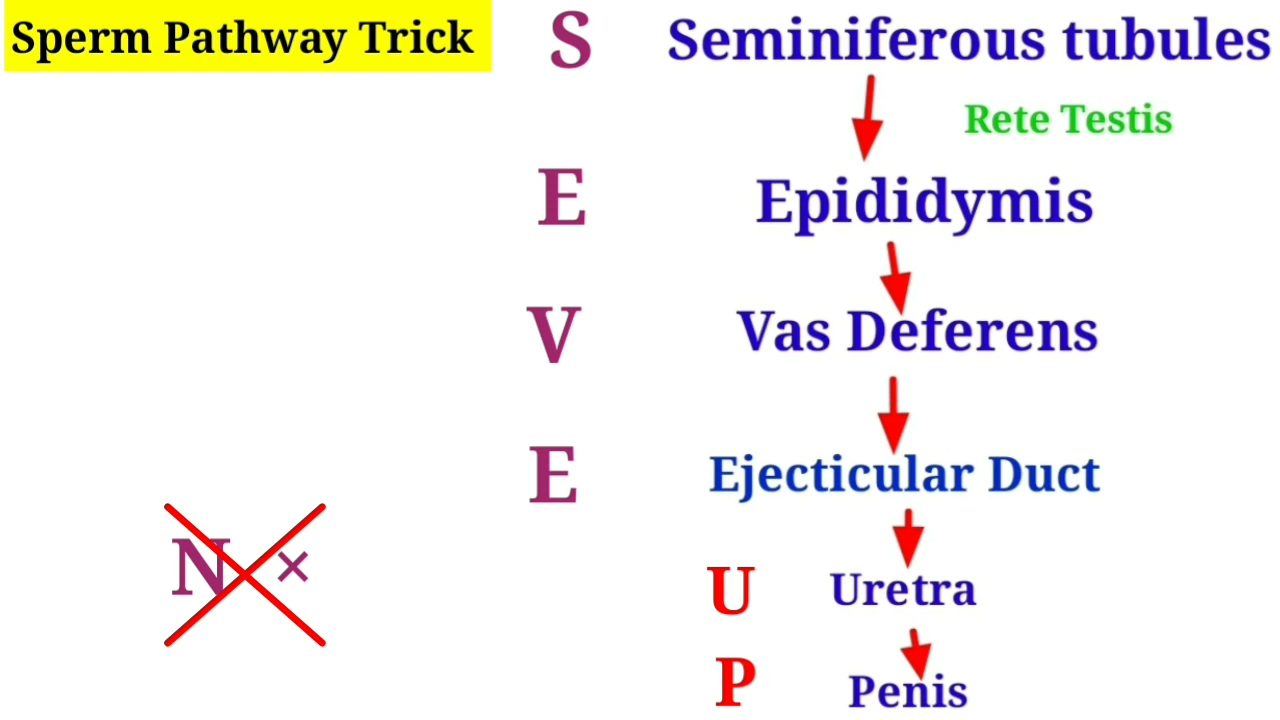 Sperm Pathway Trick
S Seminiferous tubules
Rete Testis
E Epididymis
V Vas Deferens
E Ejecticular Duct
N ×
U Uretra
P Penis